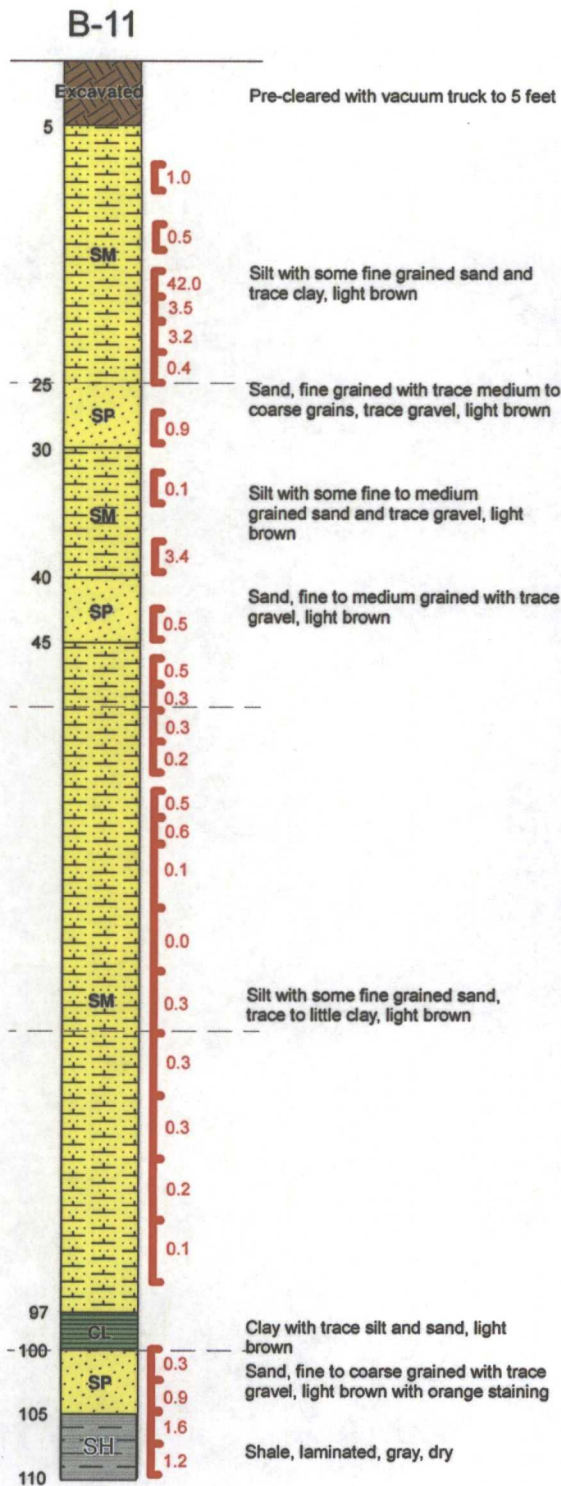 B-11
Excavated
Pre-cleared with vacuum truck to 5 feet
5
1.0
0.5
SM
Silt with some fine grained sand and
trace clay, light brown
42.0
3.5
3.2
0.4
25
Sand, fine grained with trace medium to
coarse grains, trace gravel, light brown
SP
0.9
30
0.1
Silt with some fine to medium
grained sand and trace gravel, light
brown
SM
3.4
40
Sand, fine to medium grained with trace
gravel, light brown
SP
0.5
45
0.5
0.3
0.3
0.2
0.5
0.6
0.1
0.0
SM
0.3
Silt with some fine grained sand,
trace to little clay, light brown
0.3
0.3
0.2
0.1
97
CL
Clay with trace silt and sand, light
brown
100
0.3
SP
Sand, fine to coarse grained with trace
gravel, light brown with orange staining
0.9
105
1.6
SH
Shale, laminated, gray, dry
1.2
110